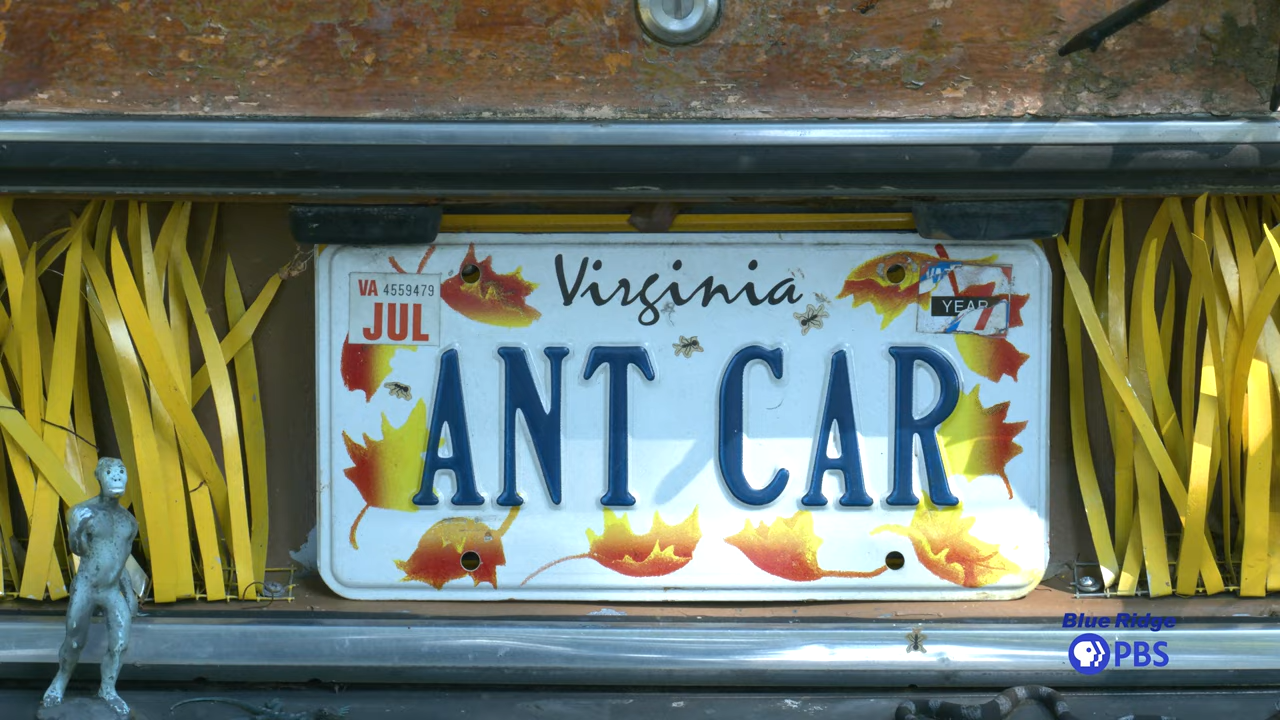 Virginia
VA 4559479
JUL
YEAR
ANT CAR
Blue Ridge
PBS